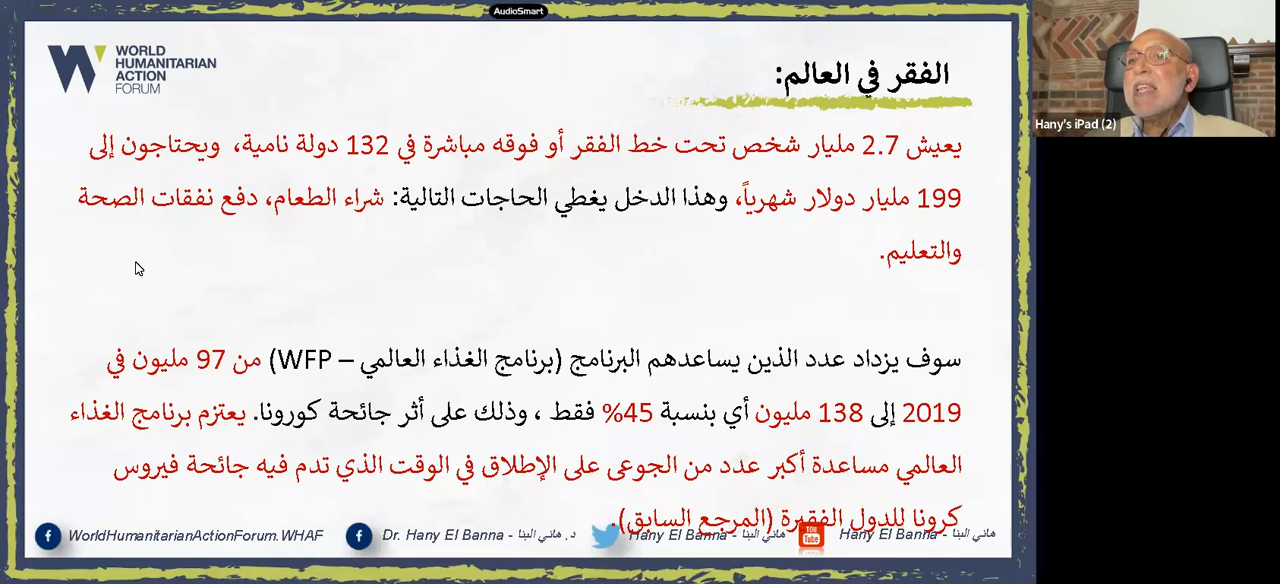 AudioSmart
WORLD
HUMANITARIAN
ACTION
FORUM
الفقر في العالم:
Hany's iPad (2)
يعيش 2.7 مليار شخص تحت خط الفقر أو فوقه مباشرة في 132 دولة نامية، ويحتاجون إلى
199 مليار دولار شهرياً، وهذا الدخل يغطي الحاجات التالية: شراء الطعام، دفع نفقات الصحة
والتعليم.
سوف يزداد عدد الذين يساعدهم البرنامج (برنامج الغذاء العالمي – WFP) من 97 مليون في
2019 إلى 138 مليون أي بنسبة 45% فقط ، وذلك على أثر جائحة كورونا. يعتزم برنامج الغذاء
العالمي مساعدة أكبر عدد من الجوعى على الإطلاق في الوقت الذي تدم فيه جائحة فيروس
كرونا للدول الفقيرة (المرجع السابق).
WorldHumanitarianActionForum.WHAF
Dr. Hany El Banna - د. هاني البنا
Hany El Banna - هاني البنا
You Tube
Hany El Banna - هاني البنا